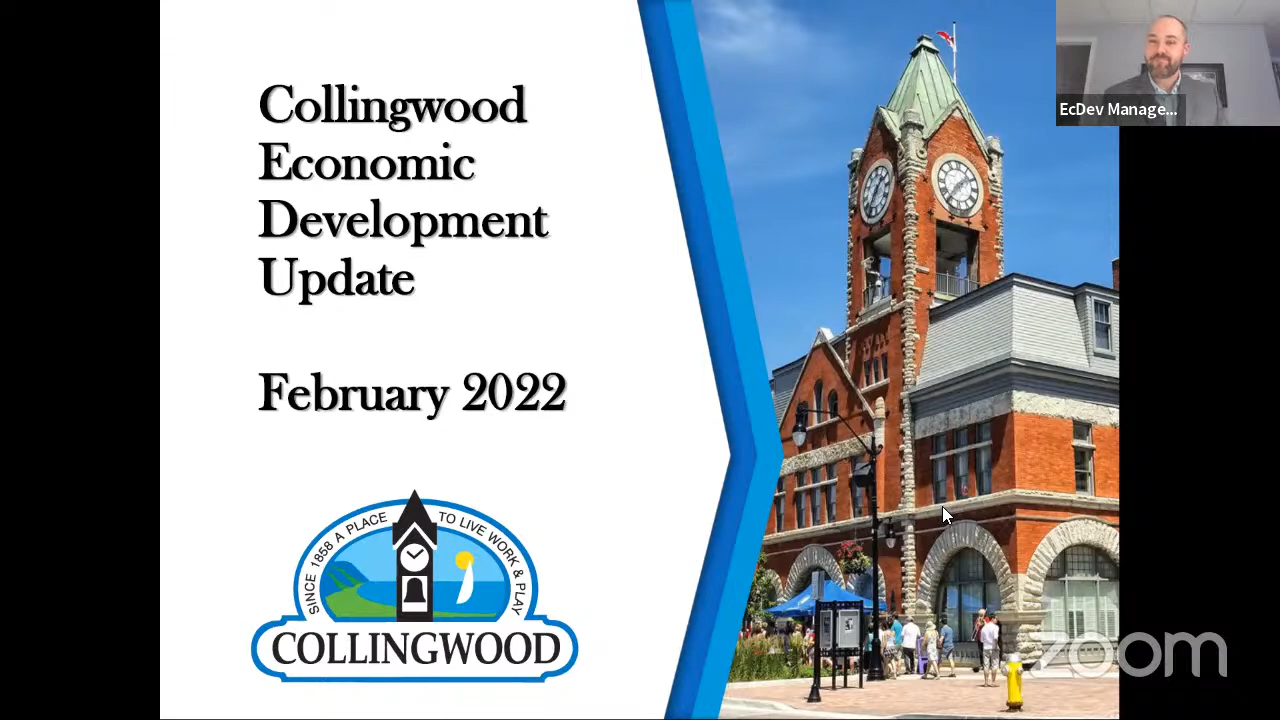 Collingwood
Economic
Development
Update
February 2022
SINCE 1858 A PLACE TO LIVE WORK & PLAY
COLLINGWOOD
EcDev Manage...
zoom